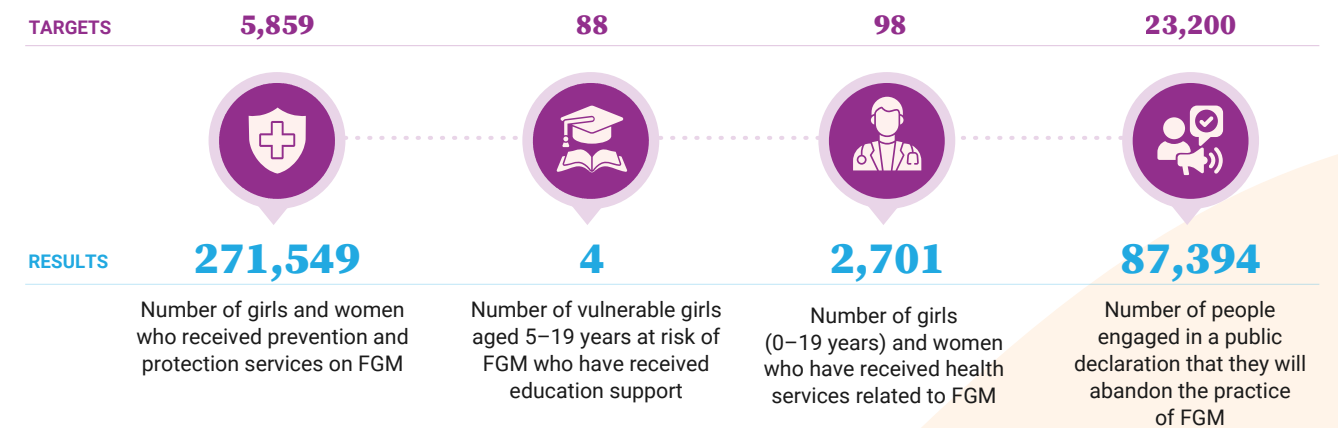 TARGETS 5,859 88 98 23,200
RESULTS 271,549 4 2,701 87,394
Number of girls and women
who received prevention and
protection services on FGM
Number of vulnerable girls
aged 5–19 years at risk of
FGM who have received
education support
Number of girls
(0–19 years) and women
who have received health
services related to FGM
Number of people
engaged in a public
declaration that they will
abandon the practice
of FGM